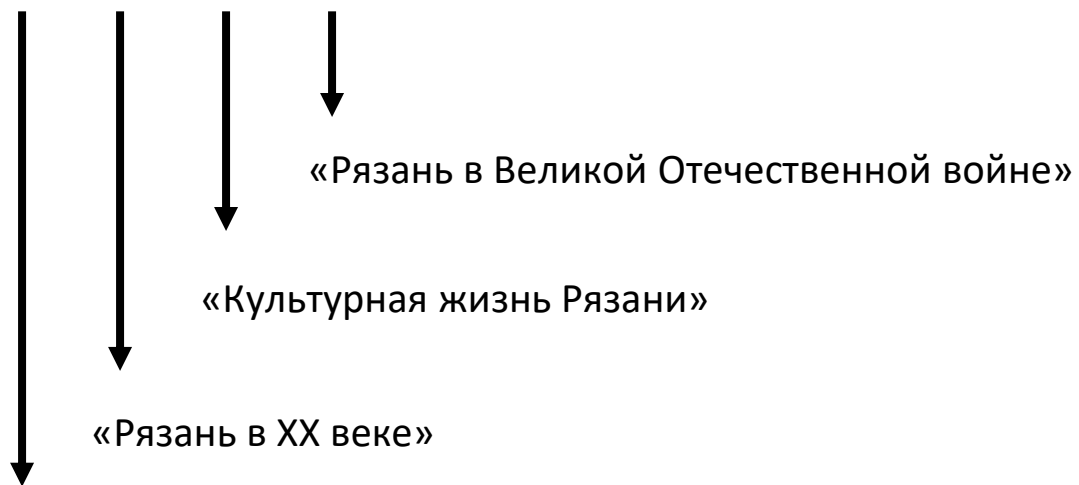 «Рязань в Великой Отечественной войне»
«Культурная жизнь Рязани»
«Рязань в XX веке»